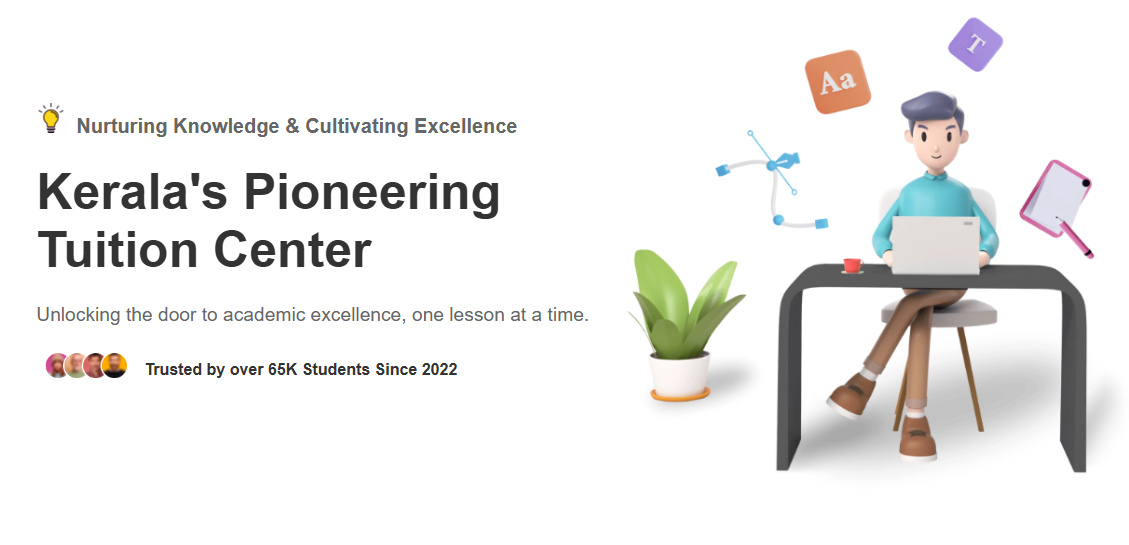 Nurturing Knowledge & Cultivating Excellence
Kerala's Pioneering
Tuition Center
Unlocking the door to academic excellence, one lesson at a time.
Trusted by over 65K Students Since 2022
Aa
T